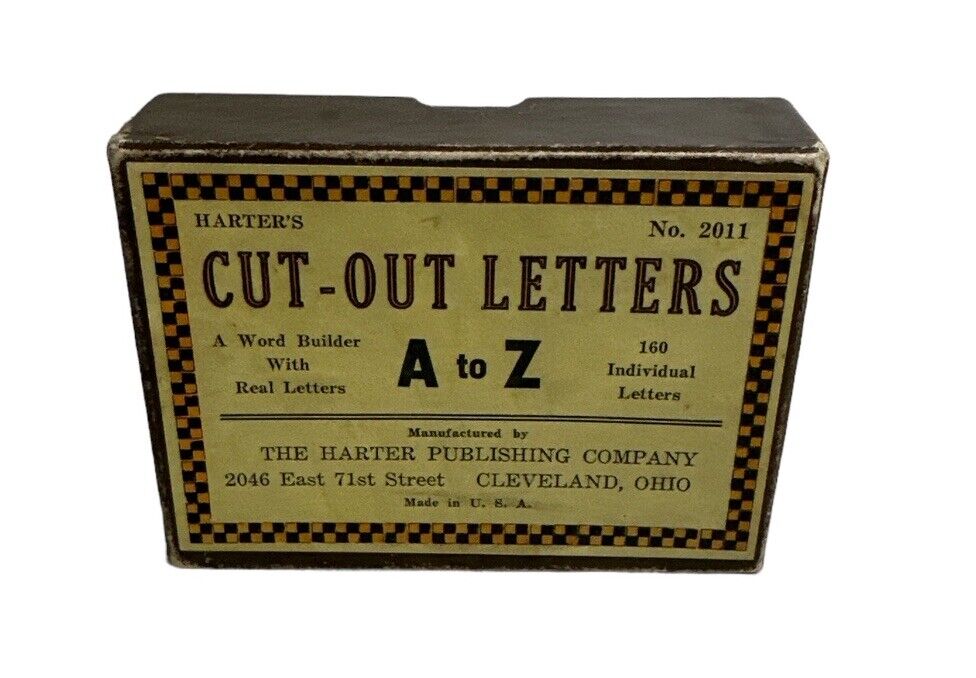 HARTER'S
No. 2011
CUT-OUT LETTERS
A Word Builder
With
Real Letters
A to Z
160
Individual
Letters
Manufactured by
THE HARTER PUBLISHING COMPANY
2046 East 71st Street CLEVELAND, OHIO
Made in U. S. A.